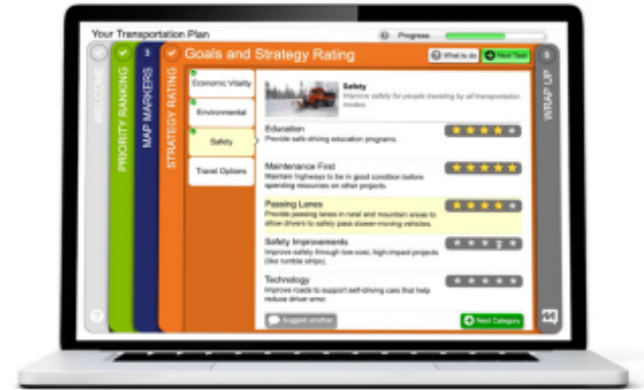 Your Transportation Plan
Progress
WELCOME
PRIORITY RANKING
3
MAP MARKERS
STRATEGY RATING
Goals and Strategy Rating
What to do
Next Task
5
WRAP UP
Economic Vitality
Environmental
Safety
Travel Options
Safety
Improve safety for people traveling by all transportation
modes.
Education
Provide safe driving education programs.
Maintenance First
Maintain highways to be in good condition before
spending resources on other projects.
Passing Lanes
Provide passing lanes in rural and mountain areas to
allow drivers to safely pass slower-moving vehicles.
Safety Improvements
Improve safety through low cost, high impact projects
(like rumble strips).
Technology
Improve roads to support self-driving cars that help
reduce driver error.
?
Suggest another
Next Category